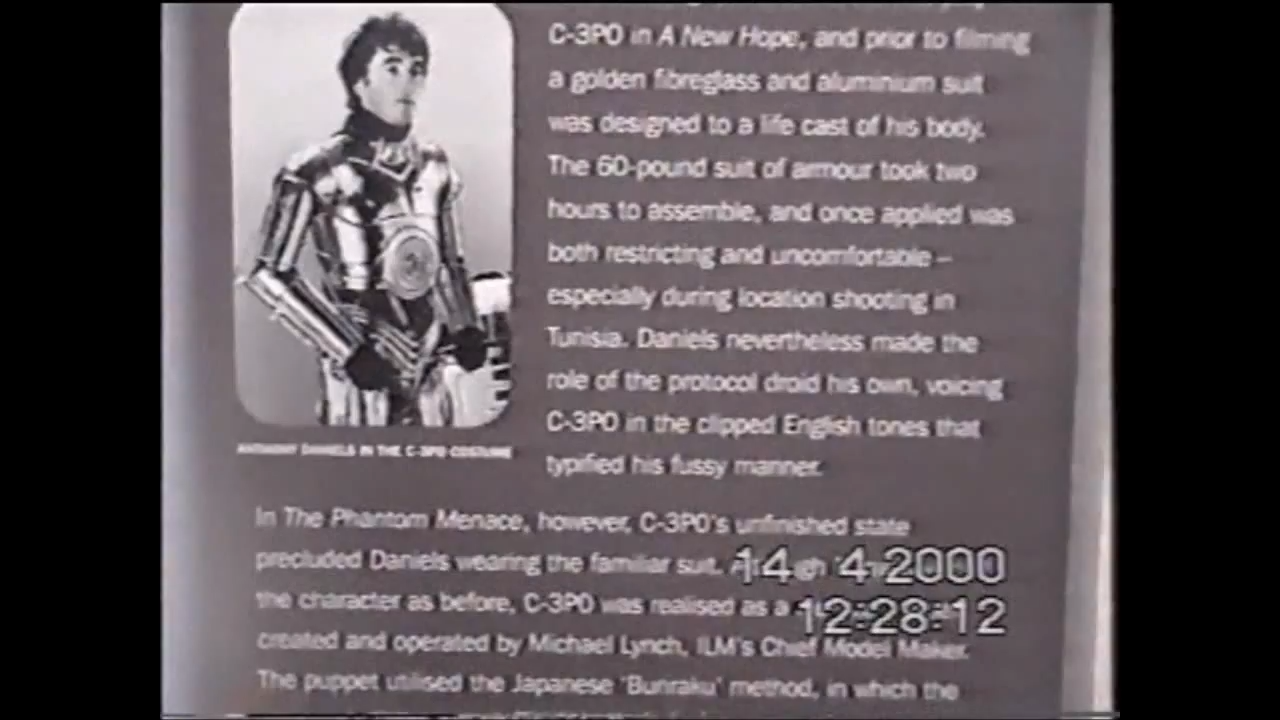 C-3PO in A New Hope, and prior to filming
a golden fibreglass and aluminium suit
was designed to a life cast of his body.
The 60-pound suit of armour took two
hours to assemble, and once applied was
both restricting and uncomfortable –
especially during location shooting in
Tunisia. Daniels nevertheless made the
role of the protocol droid his own, voicing
C-3PO in the clipped English tones that
typified his fussy manner.
ANTHONY DANIELS IN THE C-3PO COSTUME
In The Phantom Menace, however, C-3PO's unfinished state
precluded Daniels wearing the familiar suit.
the character as before, C-3PO was realised as a
created and operated by Michael Lynch, ILM's Chief Model Maker.
The puppet utilised the Japanese 'Bunraku' method, in which the
14 4 2000
12:28:12